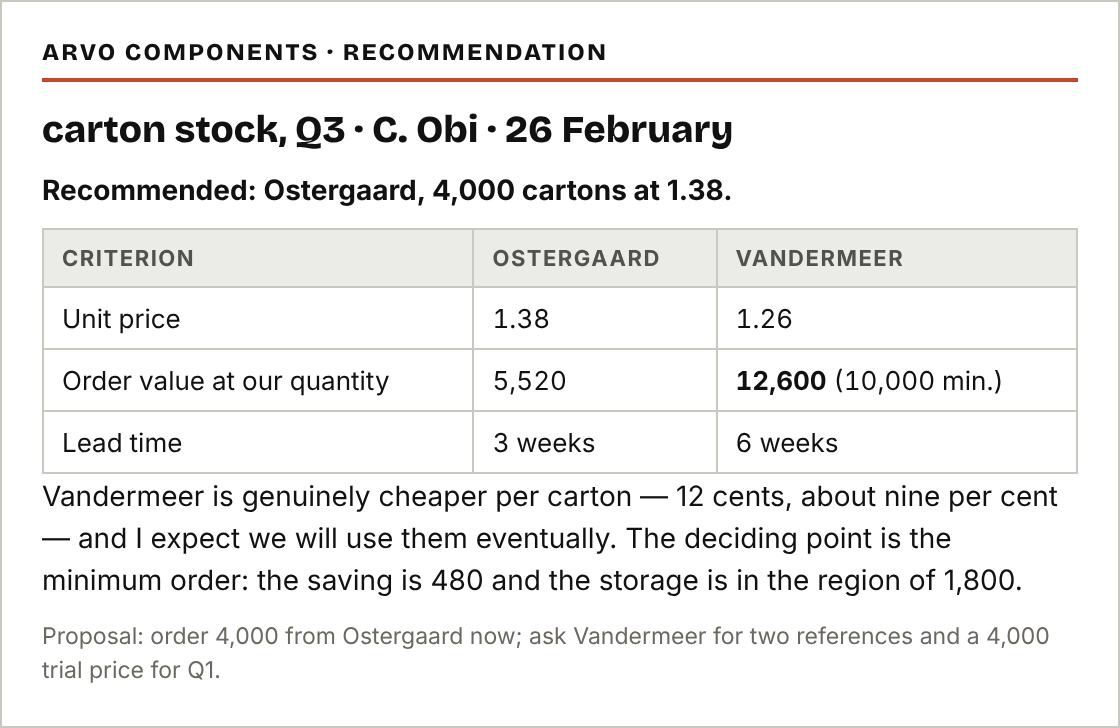 ARVO COMPONENTS · RECOMMENDATION
carton stock, Q3 · C. Obi · 26 February
Recommended: Ostergaard, 4,000 cartons at 1.38.
CRITERION OSTERGAARD VANDERMEER
Unit price 1.38 1.26
Order value at our quantity 5,520 12,600 (10,000 min.)
Lead time 3 weeks 6 weeks
Vandermeer is genuinely cheaper per carton — 12 cents, about nine per cent
— and I expect we will use them eventually. The deciding point is the
minimum order: the saving is 480 and the storage is in the region of 1,800.
Proposal: order 4,000 from Ostergaard now; ask Vandermeer for two references and a 4,000
trial price for Q1.